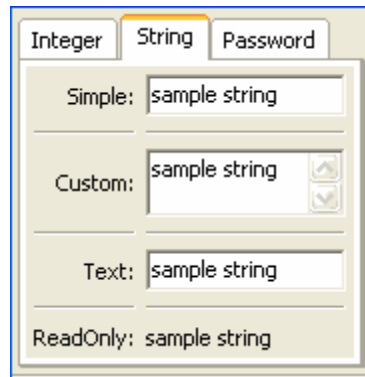 Integer String Password
Simple: sample string
Custom: sample string
Text: sample string
ReadOnly: sample string